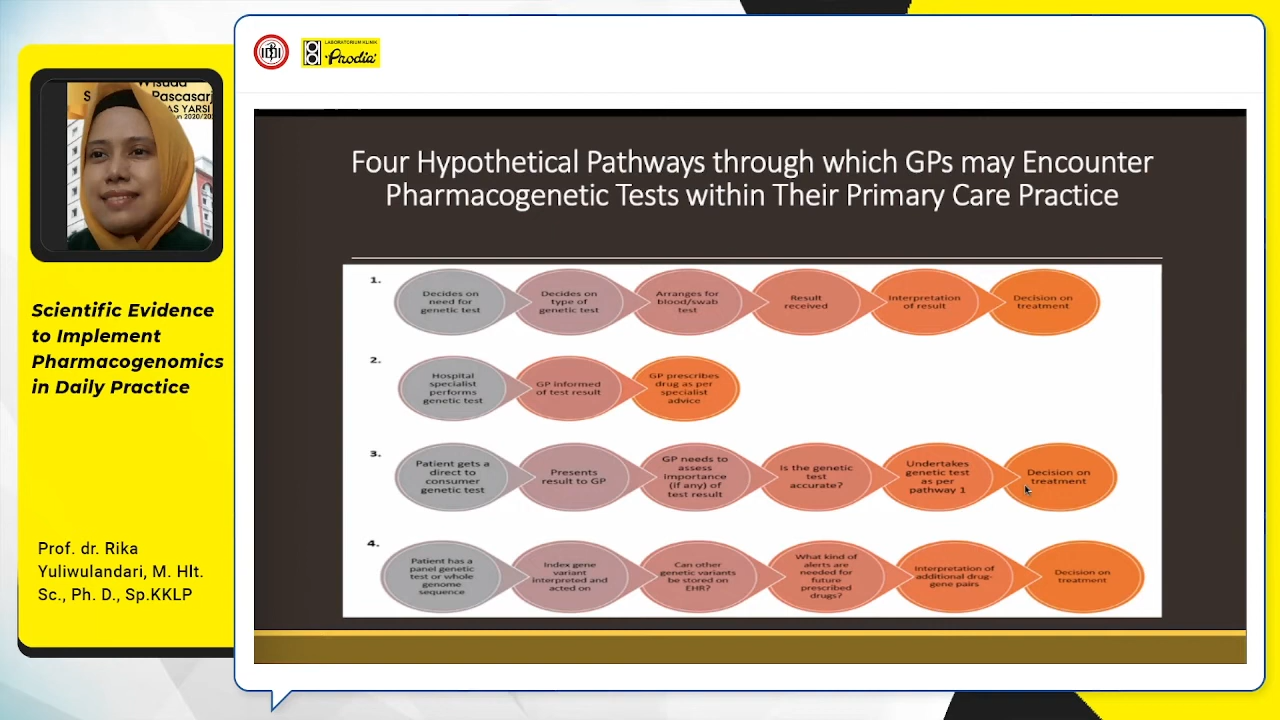 LABORATORIUM KLINIK
Prodia
Wisuda
S Pascasarj
AS YARSI
un 2020/202
Scientific Evidence
to Implement
Pharmacogenomics
in Daily Practice
Prof. dr. Rika
Yuliwulandari, M. Hlt.
Sc., Ph. D., Sp.KKLP
Four Hypothetical Pathways through which GPs may Encounter
Pharmacogenetic Tests within Their Primary Care Practice
1.
Decides on
need for
genetic test
Decides on
type of
genetic test
Arranges for
blood/swab
test
Result
received
Interpretation
of result
Decision on
treatment
2.
Hospital
specialist
performs
genetic test
GP informed
of test result
GP prescribes
drug as per
specialist
advice
3.
Patient gets a
direct to
consumer
genetic test
Presents
result to GP
GP needs to
assess
importance
(if any) of
test result
Is the genetic
test
accurate?
Undertakes
genetic test
as per
pathway 1
Decision on
treatment
4.
Patient has a
panel genetic
test or whole
genome
sequence
Index gene
variant
interpreted and
acted on
Can other
genetic variants
be stored on
EHR?
What kind of
alerts are
needed for
future
prescribed
drugs?
Interpretation of
additional drug-
gene pairs
Decision on
treatment